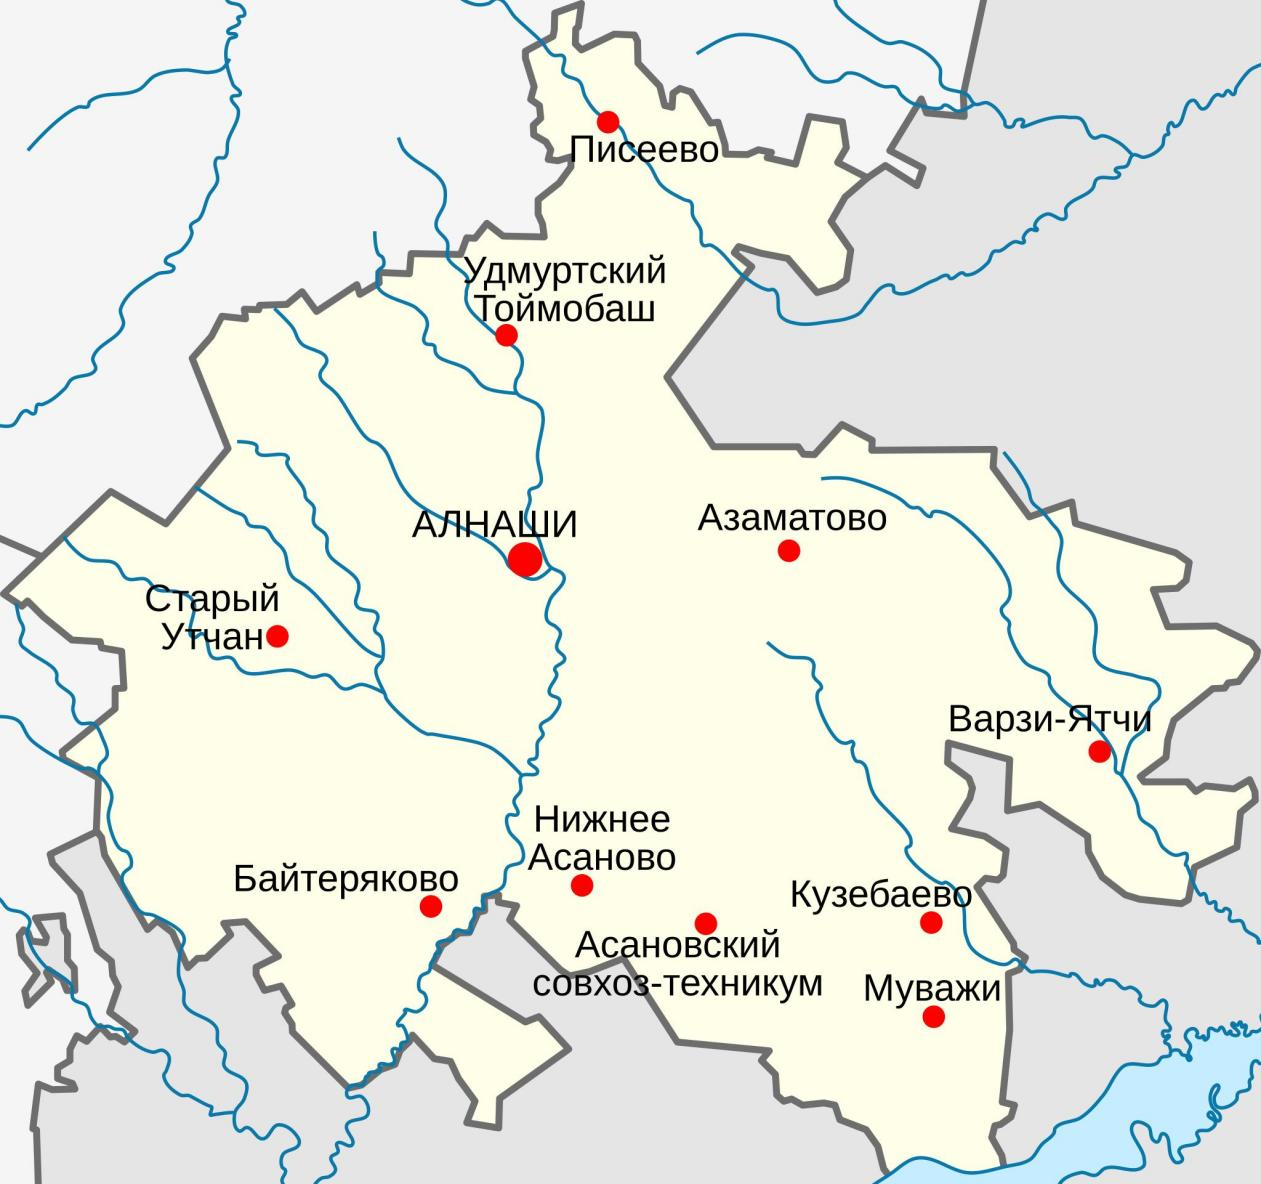 Писеево
Удмуртский
Тоймобаш
АЛНАШИ
Азаматово
Старый
Утчан
Варзи-Ятчи
Нижнее
Асаново
Байтеряково
Кузебаево
Асановский
совхоз-техникум
Муважи